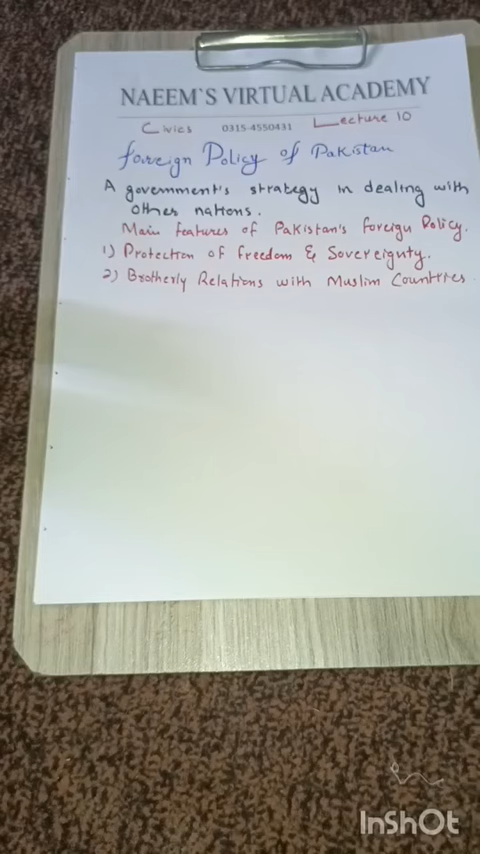 NAEEM`S VIRTUAL ACADEMY
Civics 0315-4550431 Lecture 10
Foreign Policy of Pakistan
A government's strategy in dealing with
other nations.
Main features of Pakistan's foreign Policy.
1) Protection of freedom & Sovereignty.
2) Brotherly Relations with Muslim Countries.
InShOt